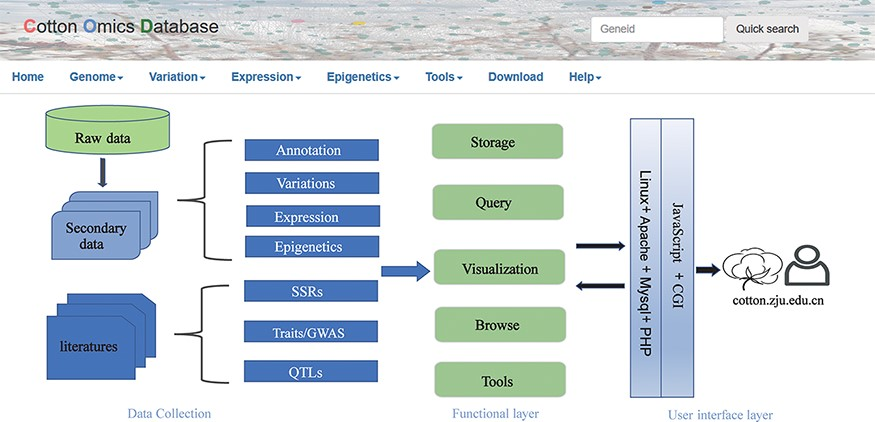 Cotton Omics Database
Geneid
Quick search
Home Genome Variation Expression Epigenetics Tools Download Help
Raw data
Secondary
data
literatures
Annotation
Variations
Expression
Epigenetics
SSRs
Traits/GWAS
QTLs
Storage
Query
Visualization
Browse
Tools
Linux+ Apache + Mysql+ PHP
JavaScript + CGI
cotton.zju.edu.cn
Data Collection
Functional layer
User interface layer